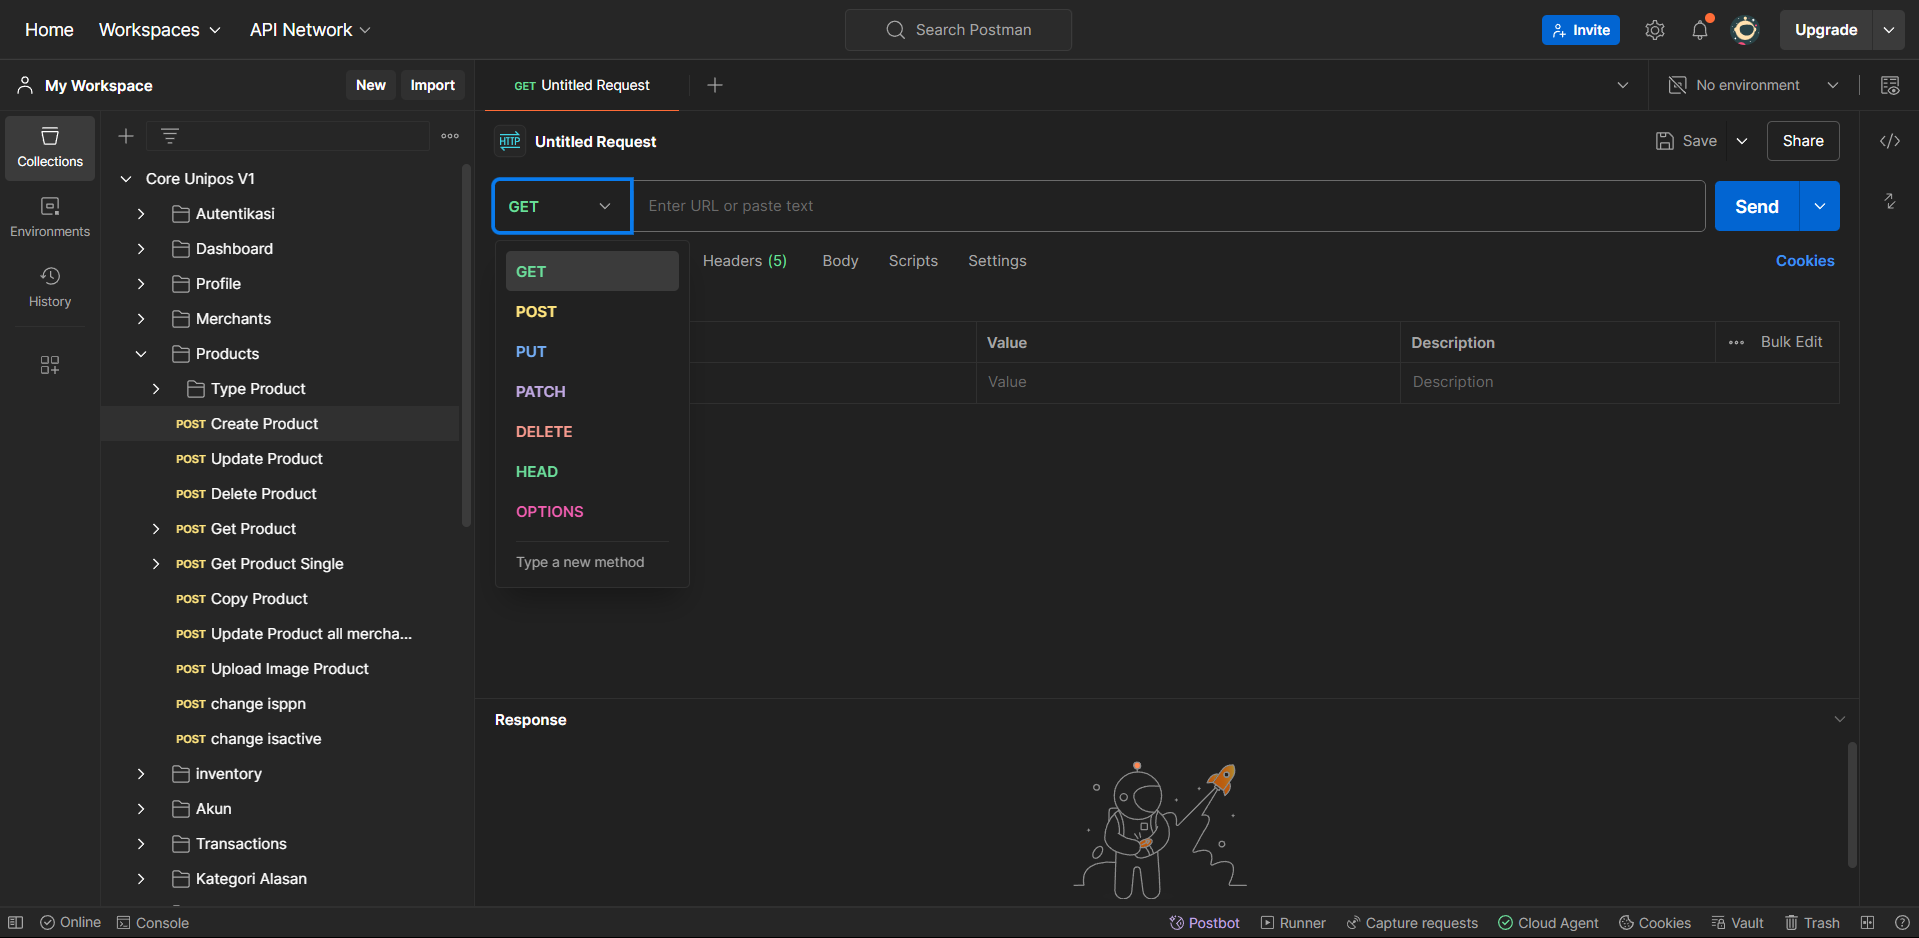 Home Workspaces API Network Search Postman Invite Upgrade
My Workspace New Import GET Untitled Request No environment
Collections
Environments
History
Core Unipos V1
Autentikasi
Dashboard
Profile
Merchants
Products
Type Product
POST Create Product
POST Update Product
POST Delete Product
POST Get Product
POST Get Product Single
POST Copy Product
POST Update Product all mercha...
POST Upload Image Product
POST change isppn
POST change isactive
inventory
Akun
Transactions
Kategori Alasan
HTTP Untitled Request Save Share
GET Enter URL or paste text Send
Headers (5) Body Scripts Settings Cookies
GET
POST
PUT
PATCH
DELETE
HEAD
OPTIONS
Type a new method
Value Description Bulk Edit
Value Description
Response
Online Console Postbot Runner Capture requests Cloud Agent Cookies Vault Trash